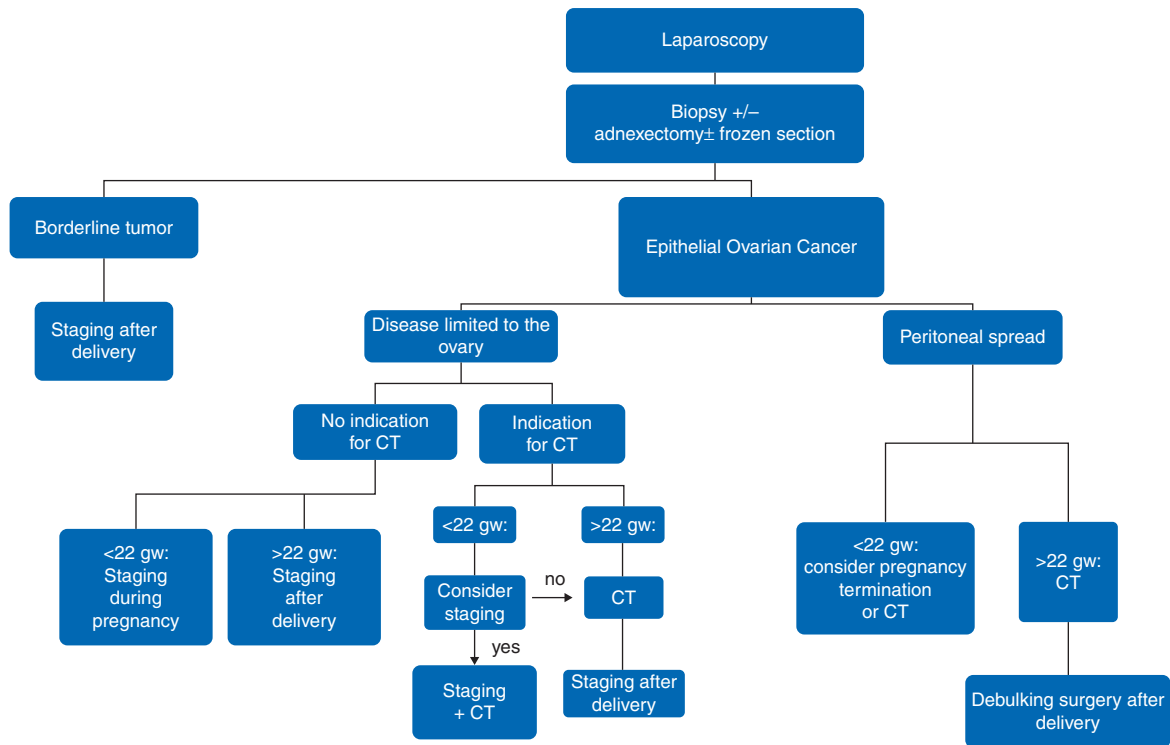 Laparoscopy
Biopsy +/–
adnexectomy± frozen section
Borderline tumor
Epithelial Ovarian Cancer
Staging after
delivery
Disease limited to the
ovary
Peritoneal spread
No indication
for CT
Indication
for CT
<22 gw:
Staging
during
pregnancy
>22 gw:
Staging
after
delivery
<22 gw:
>22 gw:
Consider
staging
no
CT
yes
Staging
+ CT
Staging after
delivery
<22 gw:
consider pregnancy
termination
or CT
>22 gw:
CT
Debulking surgery after
delivery